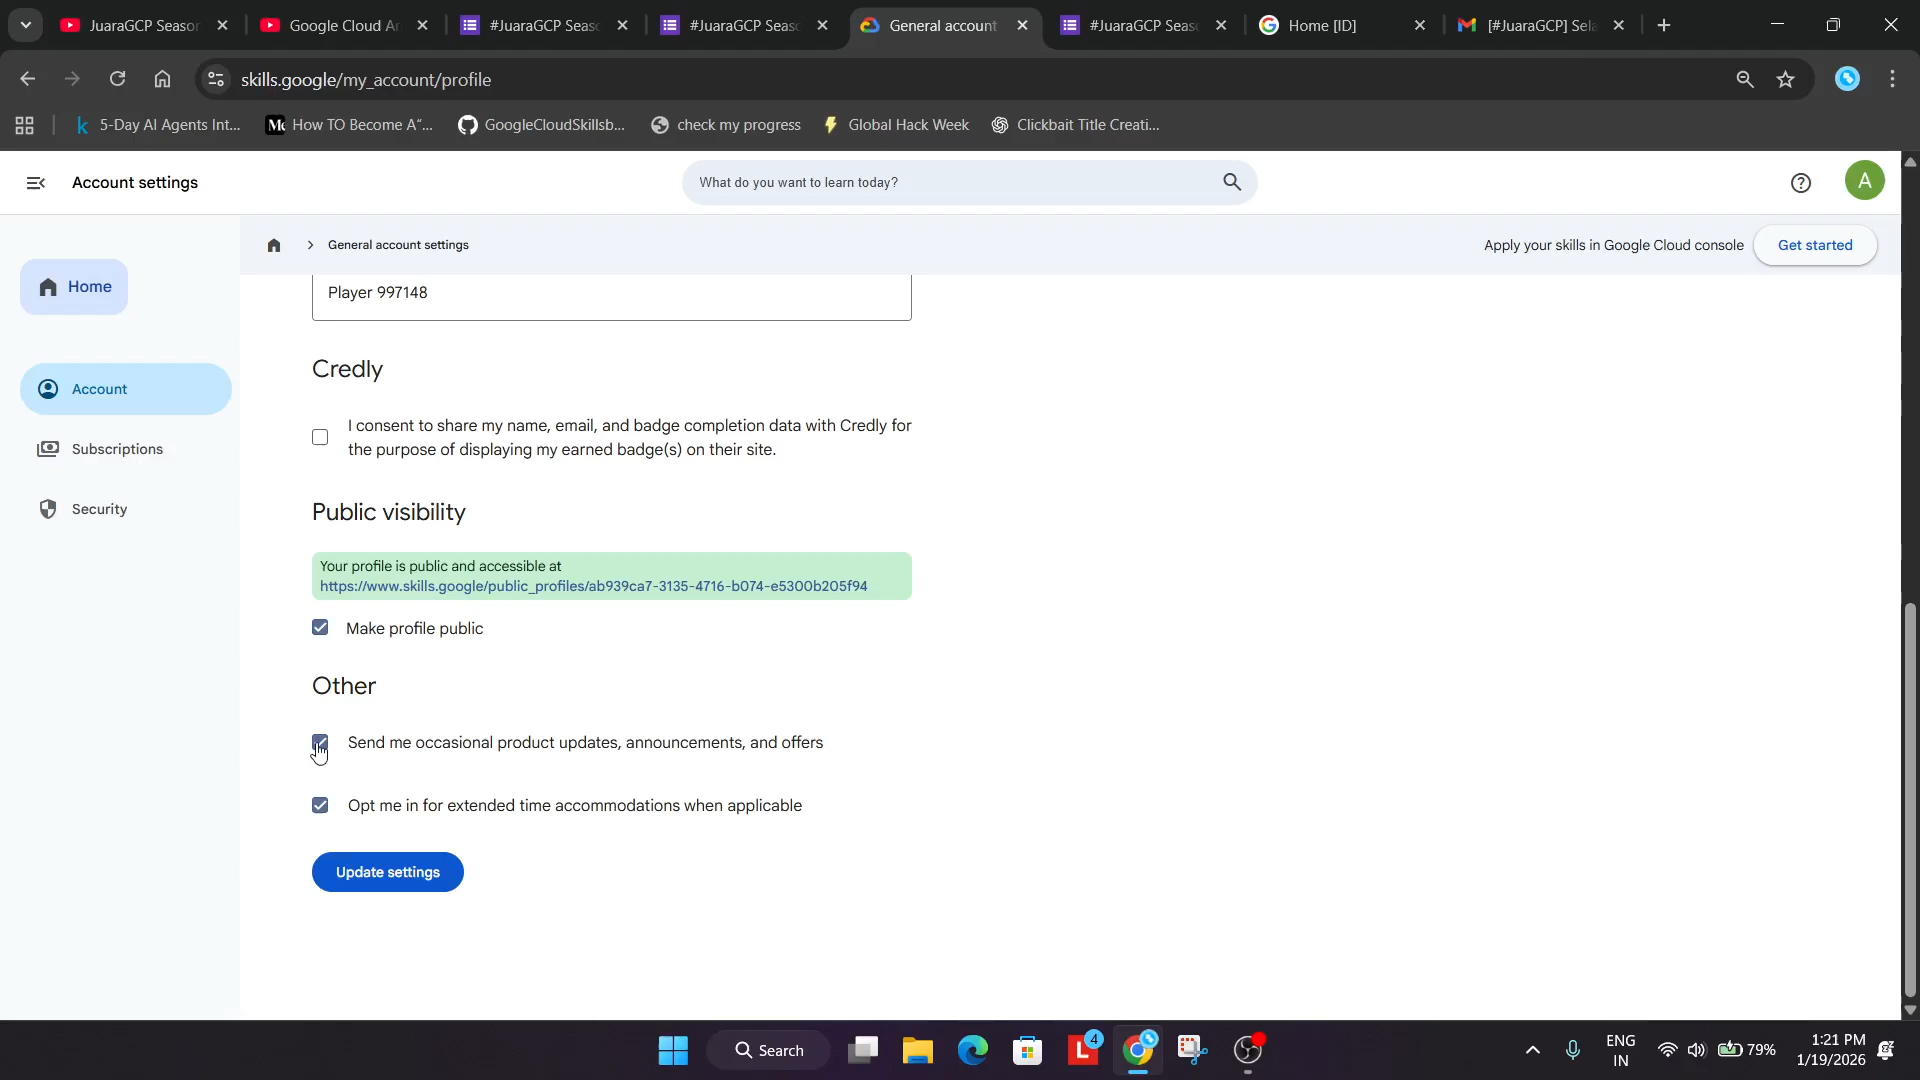 JuaraGCP Season
Google Cloud Ar
#JuaraGCP Seas
#JuaraGCP Seas
General account
#JuaraGCP Seas
Home [ID]
[#JuaraGCP] Sela
skills.google/my_account/profile
5-Day AI Agents Int...
How TO Become A“...
GoogleCloudSkillsb...
check my progress
Global Hack Week
Clickbait Title Creati...
Account settings
What do you want to learn today?
A
General account settings
Apply your skills in Google Cloud console
Get started
Home
Account
Subscriptions
Security
Player 997148
Credly
I consent to share my name, email, and badge completion data with Credly for
the purpose of displaying my earned badge(s) on their site.
Public visibility
Your profile is public and accessible at
https://www.skills.google/public_profiles/ab939ca7-3135-4716-b074-e5300b205f94
Make profile public
Other
Send me occasional product updates, announcements, and offers
Opt me in for extended time accommodations when applicable
Update settings
Search
L
4
ENG
IN
79%
1:21 PM
1/19/2026